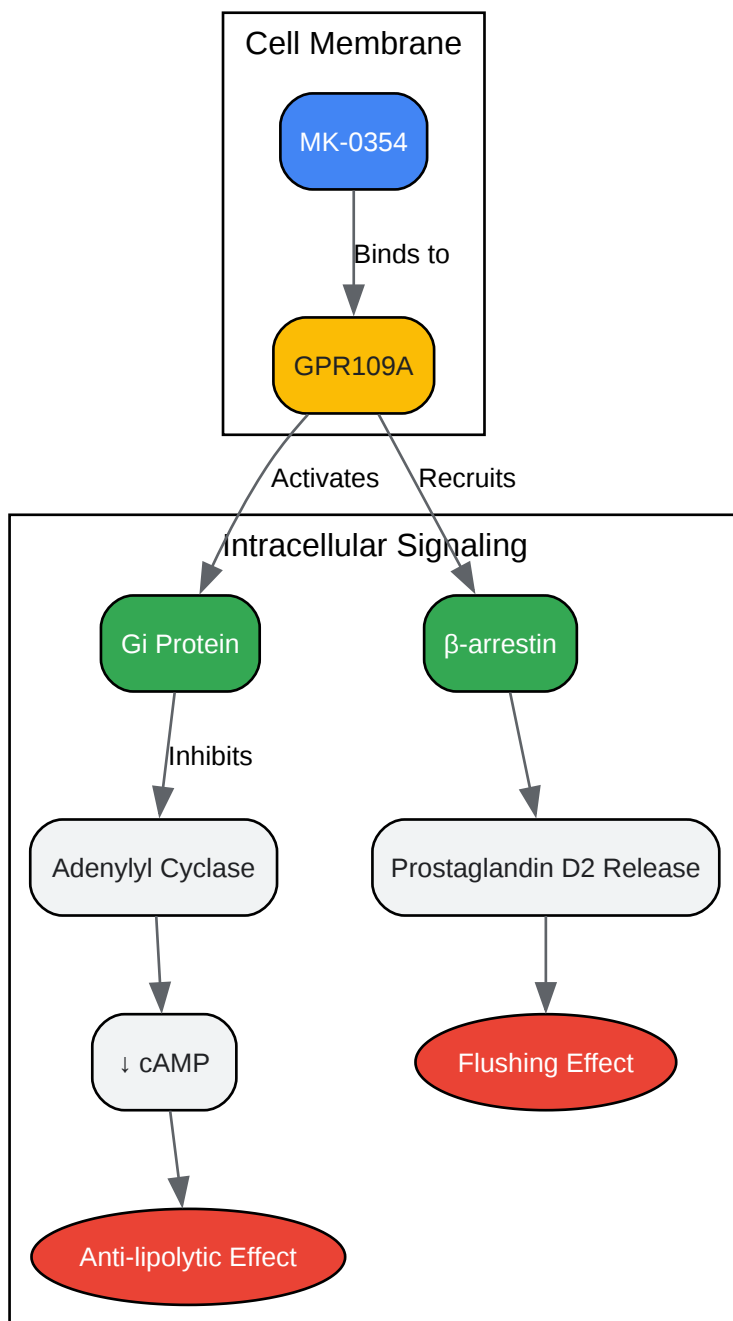 Cell Membrane
MK-0354
Binds to
GPR109A
Activates
Recruits
Intracellular Signaling
Gi Protein
β-arrestin
Inhibits
Adenylyl Cyclase
Prostaglandin D2 Release
↓ cAMP
Flushing Effect
Anti-lipolytic Effect